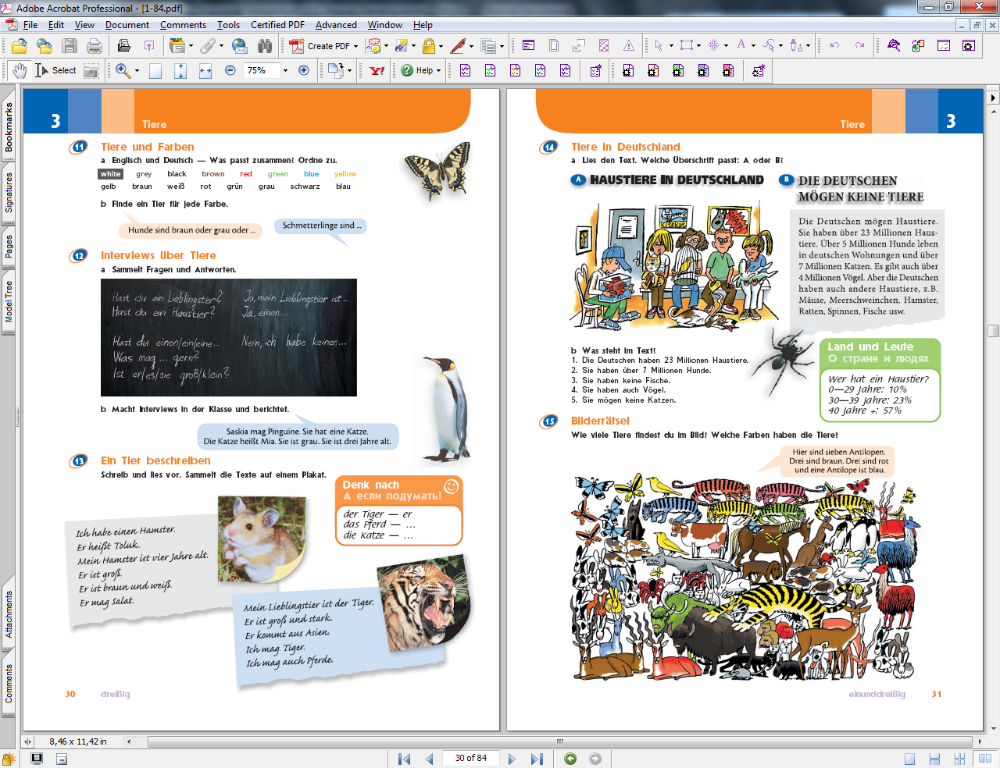 Adobe Acrobat Professional - [1-84.pdf]
File Edit View Document Comments Tools Certified PDF Advanced Window Help
Create PDF
Select 75% Y! Help
Bookmarks
Signatures
Pages
Model Tree
Attachments
Comments
3
Tiere
11 Tiere und Farben
a Englisch und Deutsch — Was passt zusammen? Ordne zu.
white grey black brown red green blue yellow
gelb braun weiß rot grün grau schwarz blau
b Finde ein Tier für jede Farbe.
Hunde sind braun oder grau oder ...
Schmetterlinge sind ...
12 Interviews über Tiere
a Sammelt Fragen und Antworten.
Hast du ein Lieblingstier? Ja, mein Lieblingstier ist ...
Hast du ein Haustier? Ja, einen ...
Hast du einen/ein/eine... Nein, ich habe keinen...
Was mag ... gern?
Ist er/es/sie groß/klein?
b Macht Interviews in der Klasse und berichtet.
Saskia mag Pinguine. Sie hat eine Katze.
Die Katze heißt Mia. Sie ist grau. Sie ist drei Jahre alt.
13 Ein Tier beschreiben
Schreib und lies vor. Sammelt die Texte auf einem Plakat.
Denk nach
А если подумать!
der Tiger — er
das Pferd — ...
die Katze — ...
Ich habe einen Hamster.
Er heißt Toluk.
Mein Hamster ist vier Jahre alt.
Er ist groß.
Er ist braun und weiß.
Er mag Salat.
Mein Lieblingstier ist der Tiger.
Er ist groß und stark.
Er kommt aus Asien.
Ich mag Tiger.
Ich mag auch Pferde.
30 dreißig
Tiere
3
14 Tiere in Deutschland
a Lies den Text. Welche Überschrift passt: A oder B?
A HAUSTIERE IN DEUTSCHLAND
B DIE DEUTSCHEN
MÖGEN KEINE TIERE
Die Deutschen mögen Haustiere.
Sie haben über 23 Millionen Haus-
tiere. Über 5 Millionen Hunde leben
in deutschen Wohnungen und über
7 Millionen Katzen. Es gibt auch über
4 Millionen Vögel. Aber die Deutschen
haben auch andere Haustiere, z.B.
Mäuse, Meerschweinchen, Hamster,
Ratten, Spinnen, Fische usw.
b Was steht im Text?
1. Die Deutschen haben 23 Millionen Haustiere.
2. Sie haben über 7 Millionen Hunde.
3. Sie haben keine Fische.
4. Sie haben auch Vögel.
5. Sie mögen keine Katzen.
Land und Leute
О стране и людях
Wer hat ein Haustier?
0—29 Jahre: 10%
30—39 Jahre: 23%
40 Jahre +: 57%
15 Bilderrätsel
Wie viele Tiere findest du im Bild? Welche Farben haben die Tiere?
Hier sind sieben Antilopen.
Drei sind braun. Drei sind rot
und eine Antilope ist blau.
einunddreißig 31
8,46 x 11,42 in
30 of 84